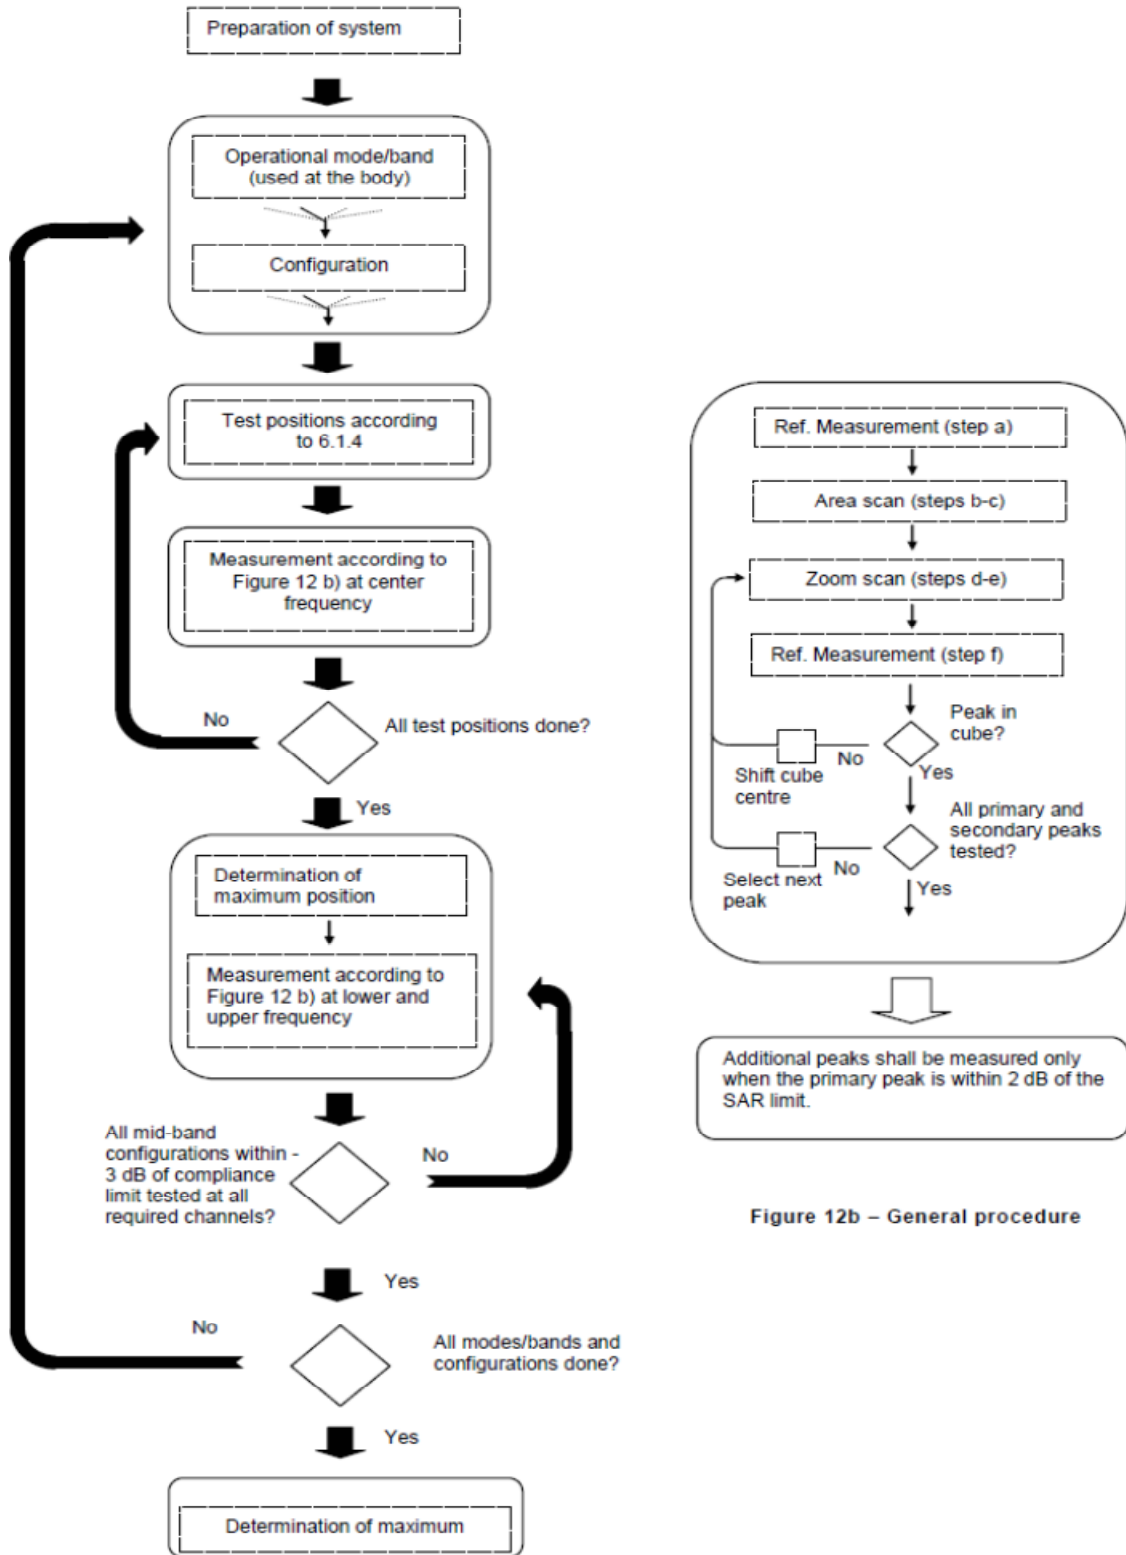 Preparation of system
Operational mode/band
(used at the body)
Configuration
Test positions according
to 6.1.4
Measurement according to
Figure 12 b) at center
frequency
No
All test positions done?
Yes
Determination of
maximum position
Measurement according to
Figure 12 b) at lower and
upper frequency
All mid-band
configurations within -
3 dB of compliance
limit tested at all
required channels?
No
Yes
No
All modes/bands and
configurations done?
Yes
Determination of maximum
Ref. Measurement (step a)
Area scan (steps b-c)
Zoom scan (steps d-e)
Ref. Measurement (step f)
Peak in
cube?
No
Shift cube
centre
Yes
All primary and
secondary peaks
tested?
No
Select next
peak
Yes
Additional peaks shall be measured only
when the primary peak is within 2 dB of the
SAR limit.
Figure 12b – General procedure